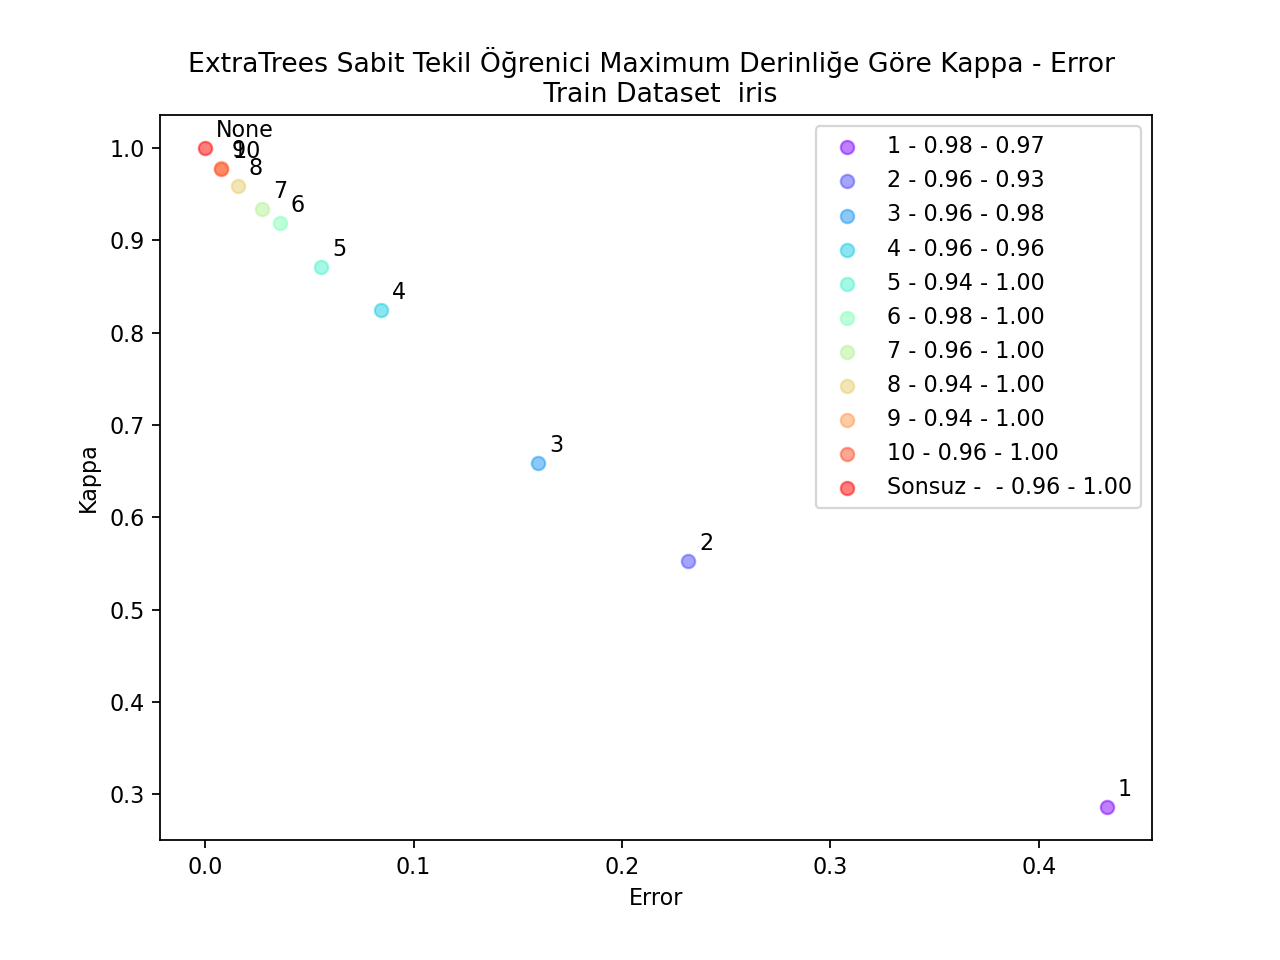 ExtraTrees Sabit Tekil Öğrenici Maximum Derinliğe Göre Kappa - Error
Train Dataset  iris
None
9
10
8
7
6
5
4
3
2
1
1 - 0.98 - 0.97
2 - 0.96 - 0.93
3 - 0.96 - 0.98
4 - 0.96 - 0.96
5 - 0.94 - 1.00
6 - 0.98 - 1.00
7 - 0.96 - 1.00
8 - 0.94 - 1.00
9 - 0.94 - 1.00
10 - 0.96 - 1.00
Sonsuz -  - 0.96 - 1.00
Kappa
1.0
0.9
0.8
0.7
0.6
0.5
0.4
0.3
0.0
0.1
0.2
0.3
0.4
Error